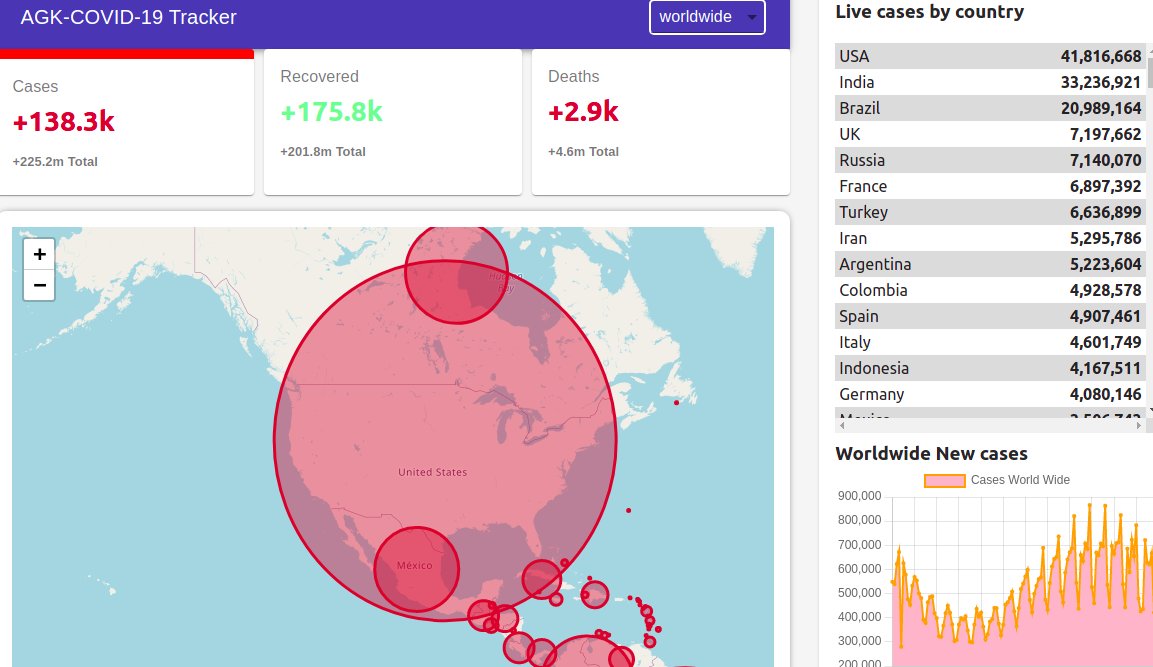 AGK-COVID-19 Tracker
worldwide
Cases
+138.3k
+225.2m Total
Recovered
+175.8k
+201.8m Total
Deaths
+2.9k
+4.6m Total
+
−
Hudson
Bay
United States
México
Live cases by country
USA 41,816,668
India 33,236,921
Brazil 20,989,164
UK 7,197,662
Russia 7,140,070
France 6,897,392
Turkey 6,636,899
Iran 5,295,786
Argentina 5,223,604
Colombia 4,928,578
Spain 4,907,461
Italy 4,601,749
Indonesia 4,167,511
Germany 4,080,146
Mexico
Worldwide New cases
Cases World Wide
900,000
800,000
700,000
600,000
500,000
400,000
300,000
200,000